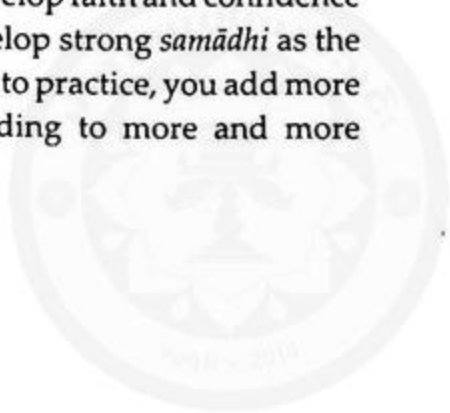 elop faith and confidence
elop strong samādhi as the
to practice, you add more
ding to more and more
2014